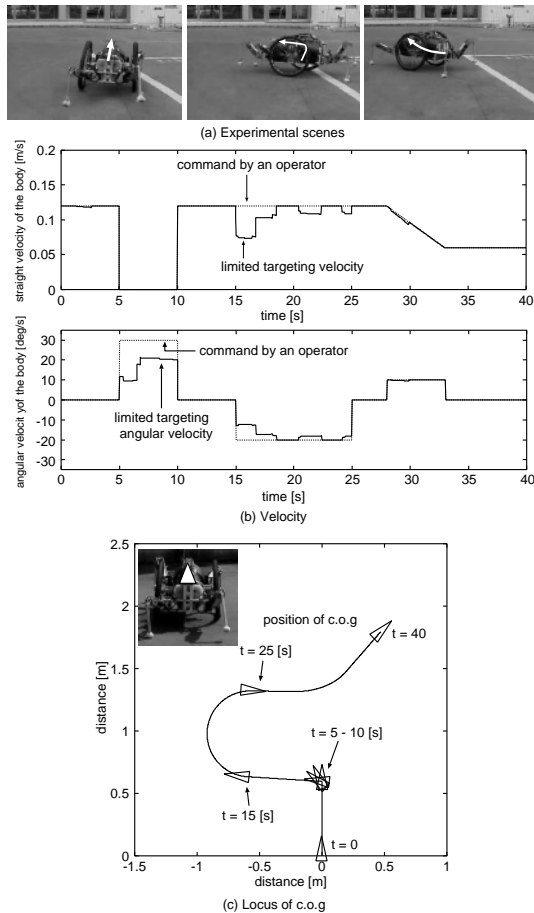 (a) Experimental scenes
straight velocity of the body [m/s]
0.2
0.15
0.1
0.05
0
command by an operator
limited targeting velocity
0 5 10 15 20 25 30 35 40
time [s]
angular velocit yof the body [deg/s]
30
20
10
0
-10
-20
-30
command by an operator
limited targeting
angular velocity
0 5 10 15 20 25 30 35 40
time [s]
(b) Velocity
distance [m]
2.5
2
1.5
1
0.5
0
position of c.o.g
t = 40
t = 25 [s]
t = 5 - 10 [s]
t = 15 [s]
t = 0
-1.5 -1 -0.5 0 0.5 1
distance [m]
(c) Locus of c.o.g